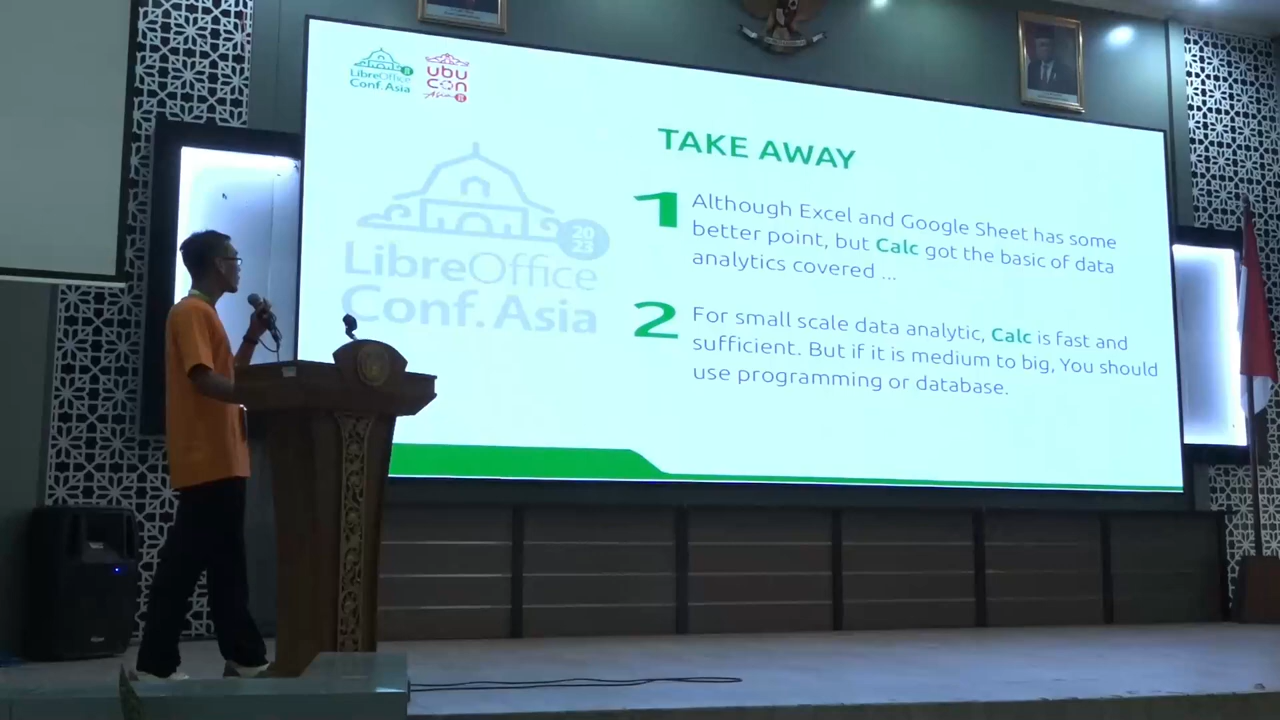 LibreOffice
Conf.Asia
ubu
con
Asia
TAKE AWAY
1
Although Excel and Google Sheet has some
better point, but Calc got the basic of data
analytics covered ...
2
For small scale data analytic, Calc is fast and
sufficient. But if it is medium to big, You should
use programming or database.
20
23
LibreOffice
Conf.Asia